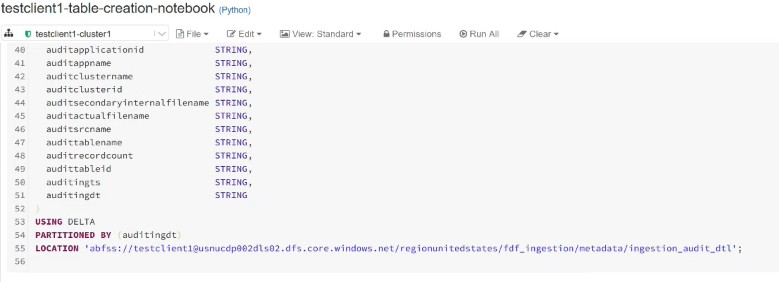 testclient1-table-creation-notebook (Python)
testclient1-cluster1 File Edit View: Standard Permissions Run All Clear
40 auditapplicationid STRING,
41 auditappname STRING,
42 auditclustername STRING,
43 auditclusterid STRING,
44 auditsecondaryinternalfilename STRING,
45 auditactualfilename STRING,
46 auditsrcname STRING,
47 audittablename STRING,
48 auditrecordcount STRING,
49 audittableid STRING,
50 auditingts STRING,
51 auditingdt STRING
52 )
53 USING DELTA
54 PARTITIONED BY (auditingdt)
55 LOCATION 'abfss://testclient1@usnucdp002dls02.dfs.core.windows.net/regionunitedstates/fdf_ingestion/metadata/ingestion_audit_dtl';
56